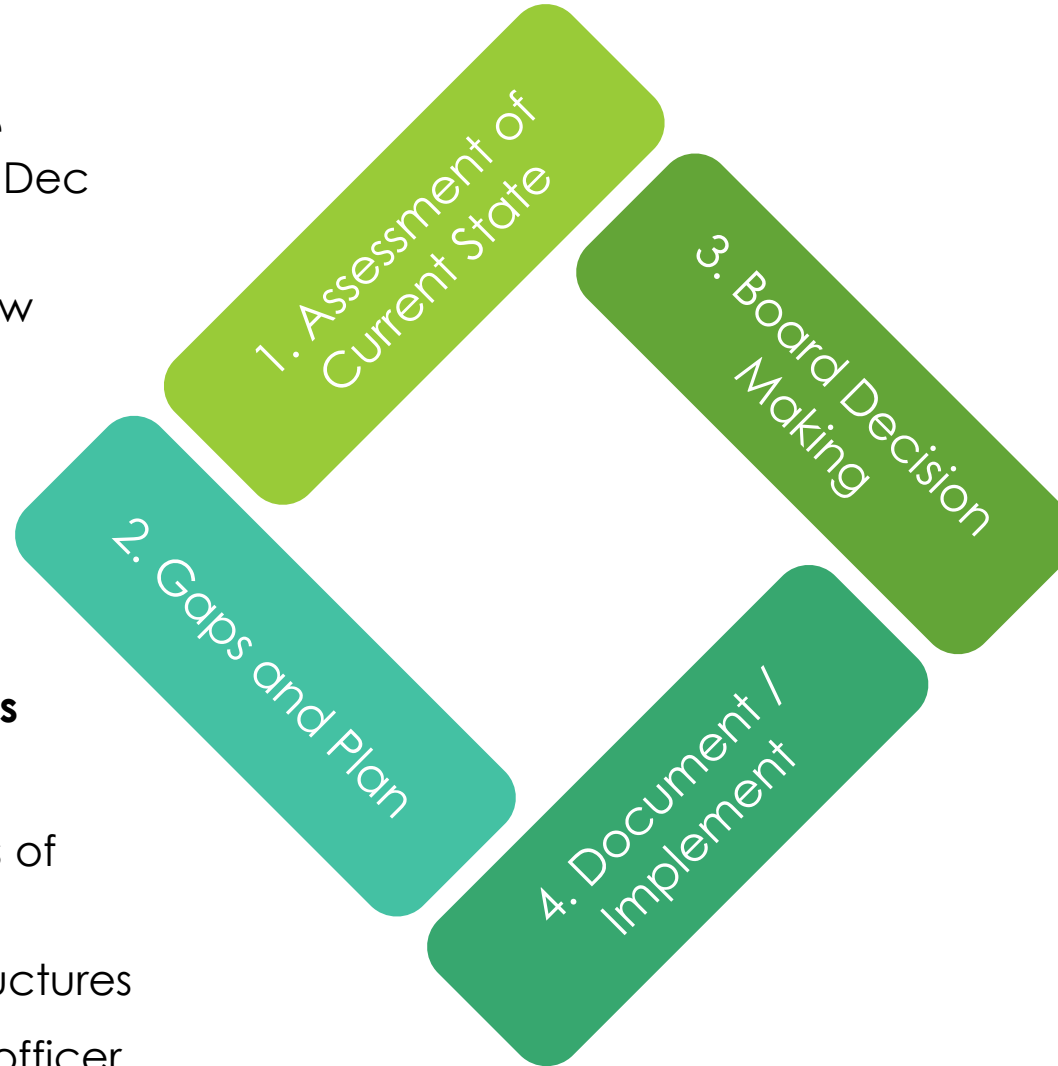 Dec
1. Assessment of
Current State
3. Board Decision
Making
2. Gaps and Plan
of
officer
4. Document /
Implement